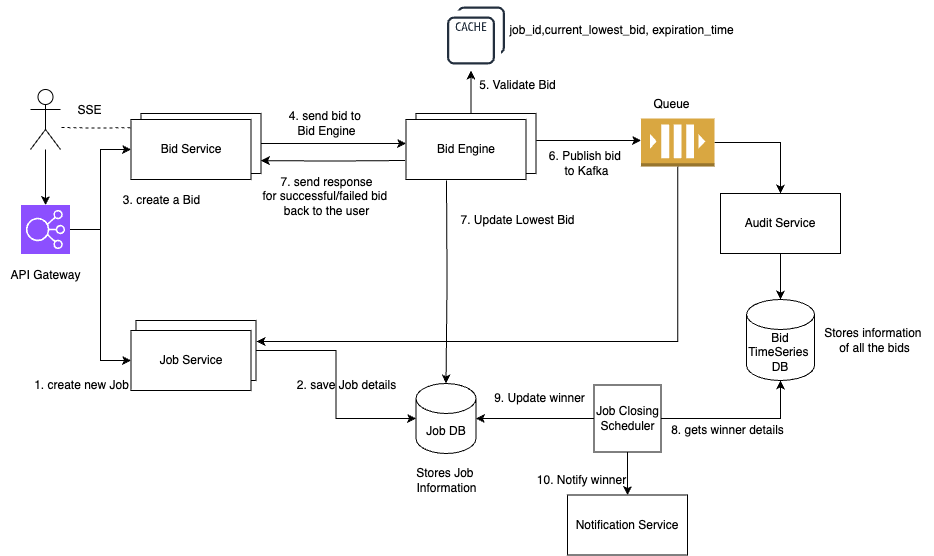 CACHE
job_id,current_lowest_bid, expiration_time
5. Validate Bid
SSE
Queue
4. send bid to
Bid Engine
Bid Service
Bid Engine
6. Publish bid
to Kafka
7. send response
for successful/failed bid
back to the user
3. create a Bid
7. Update Lowest Bid
Audit Service
API Gateway
Bid
TimeSeries
DB
Stores information
of all the bids
Job Service
1. create new Job
2. save Job details
9. Update winner
Job Closing
Scheduler
8. gets winner details
Job DB
Stores Job
Information
10. Notify winner
Notification Service